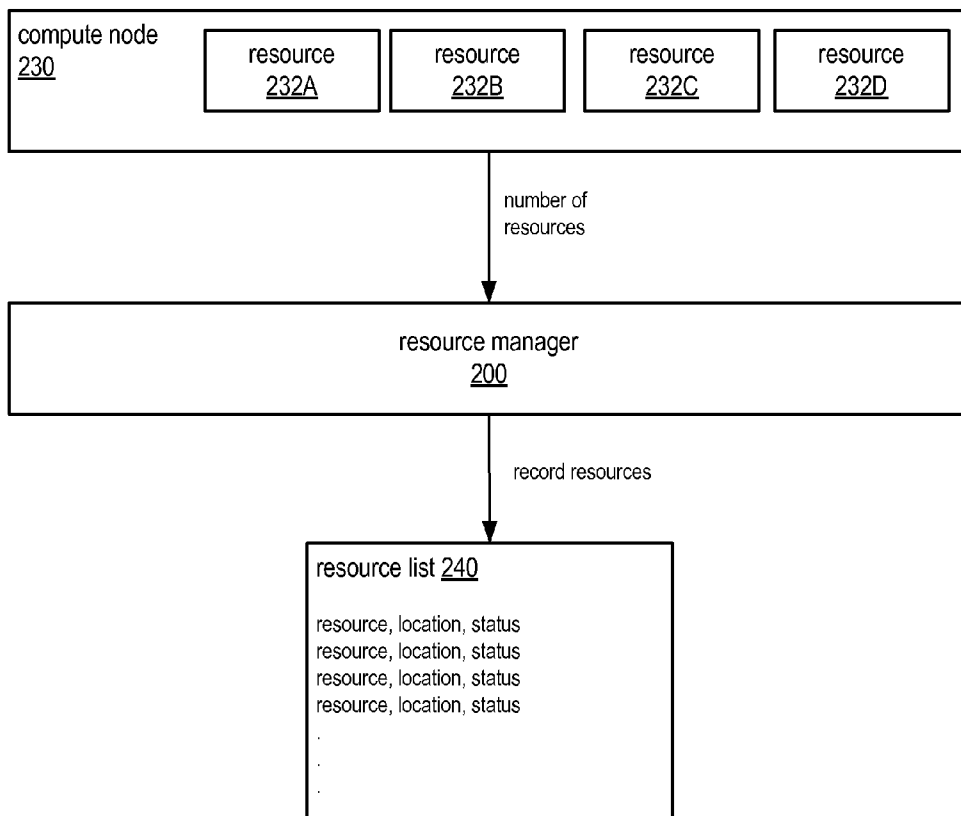 compute node
230
resource
232A
resource
232B
resource
232C
resource
232D
number of
resources
resource manager
200
record resources
resource list 240
resource, location, status
resource, location, status
resource, location, status
resource, location, status
.
.
.